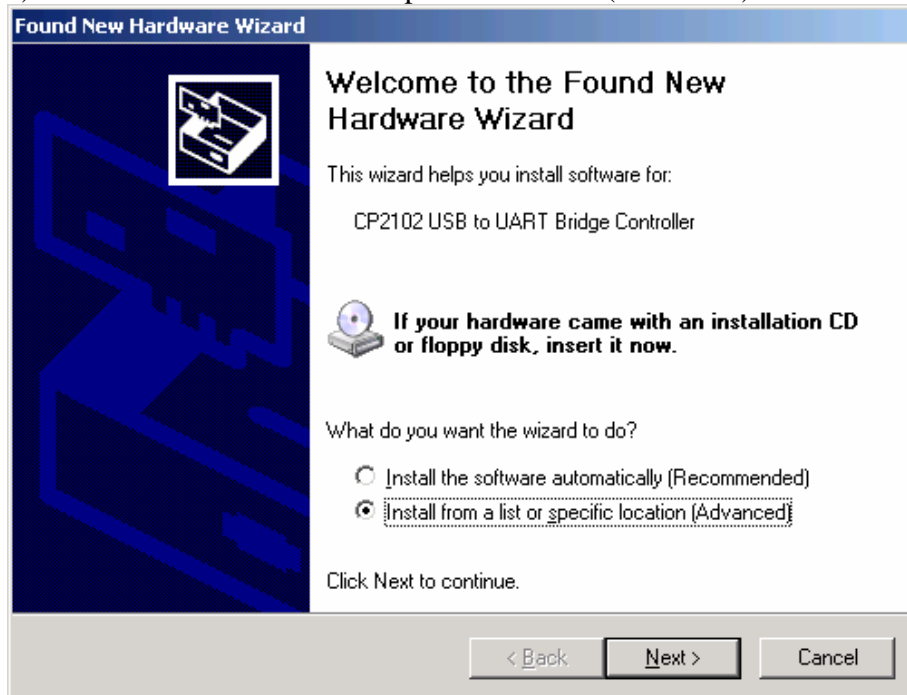 Found New Hardware Wizard
Welcome to the Found New
Hardware Wizard
This wizard helps you install software for:
CP2102 USB to UART Bridge Controller
If your hardware came with an installation CD
or floppy disk, insert it now.
What do you want the wizard to do?
Install the software automatically (Recommended)
Install from a list or specific location (Advanced)
Click Next to continue.
< Back
Next >
Cancel